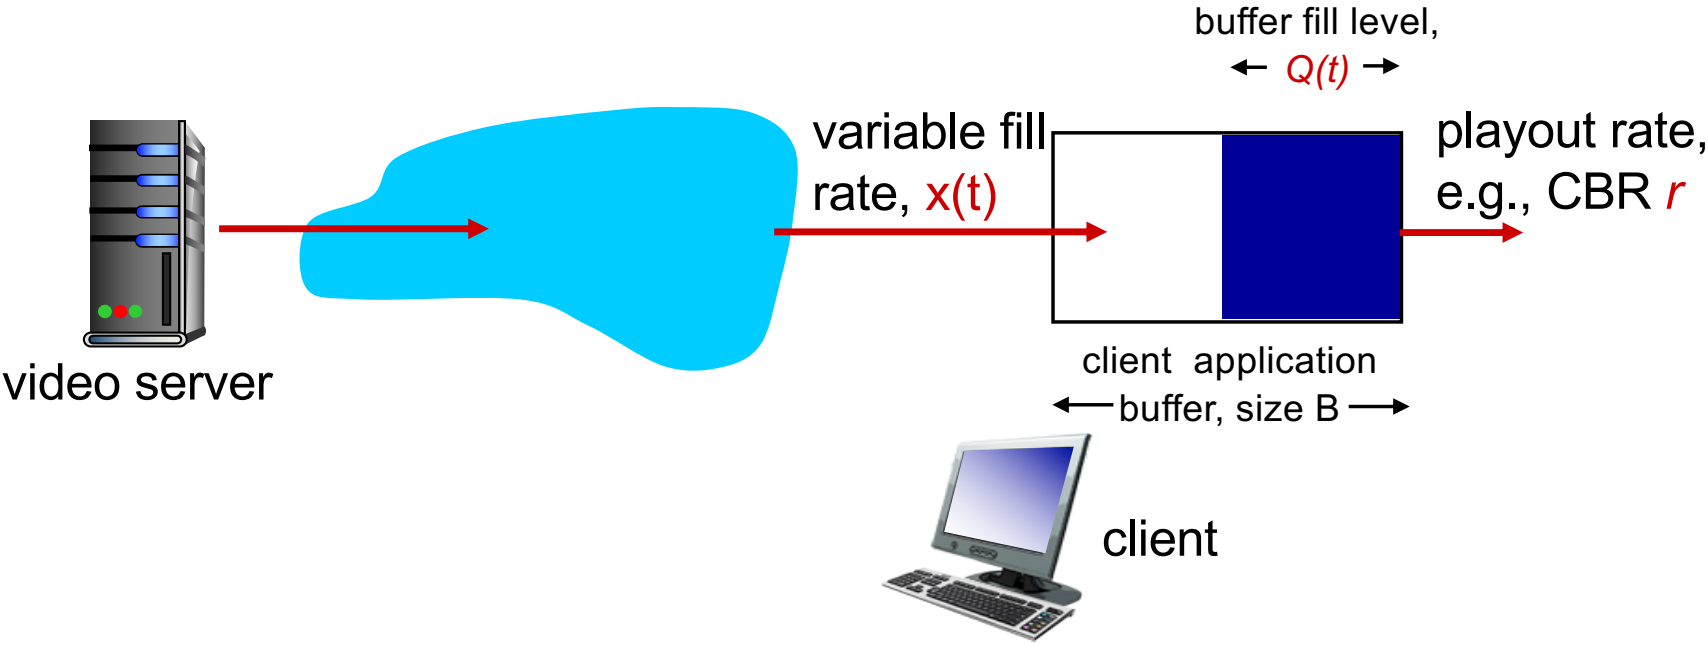 buffer fill level,
Q(t)
variable fill
rate, x(t)
playout rate,
e.g., CBR r
video server
client application
buffer, size B
client